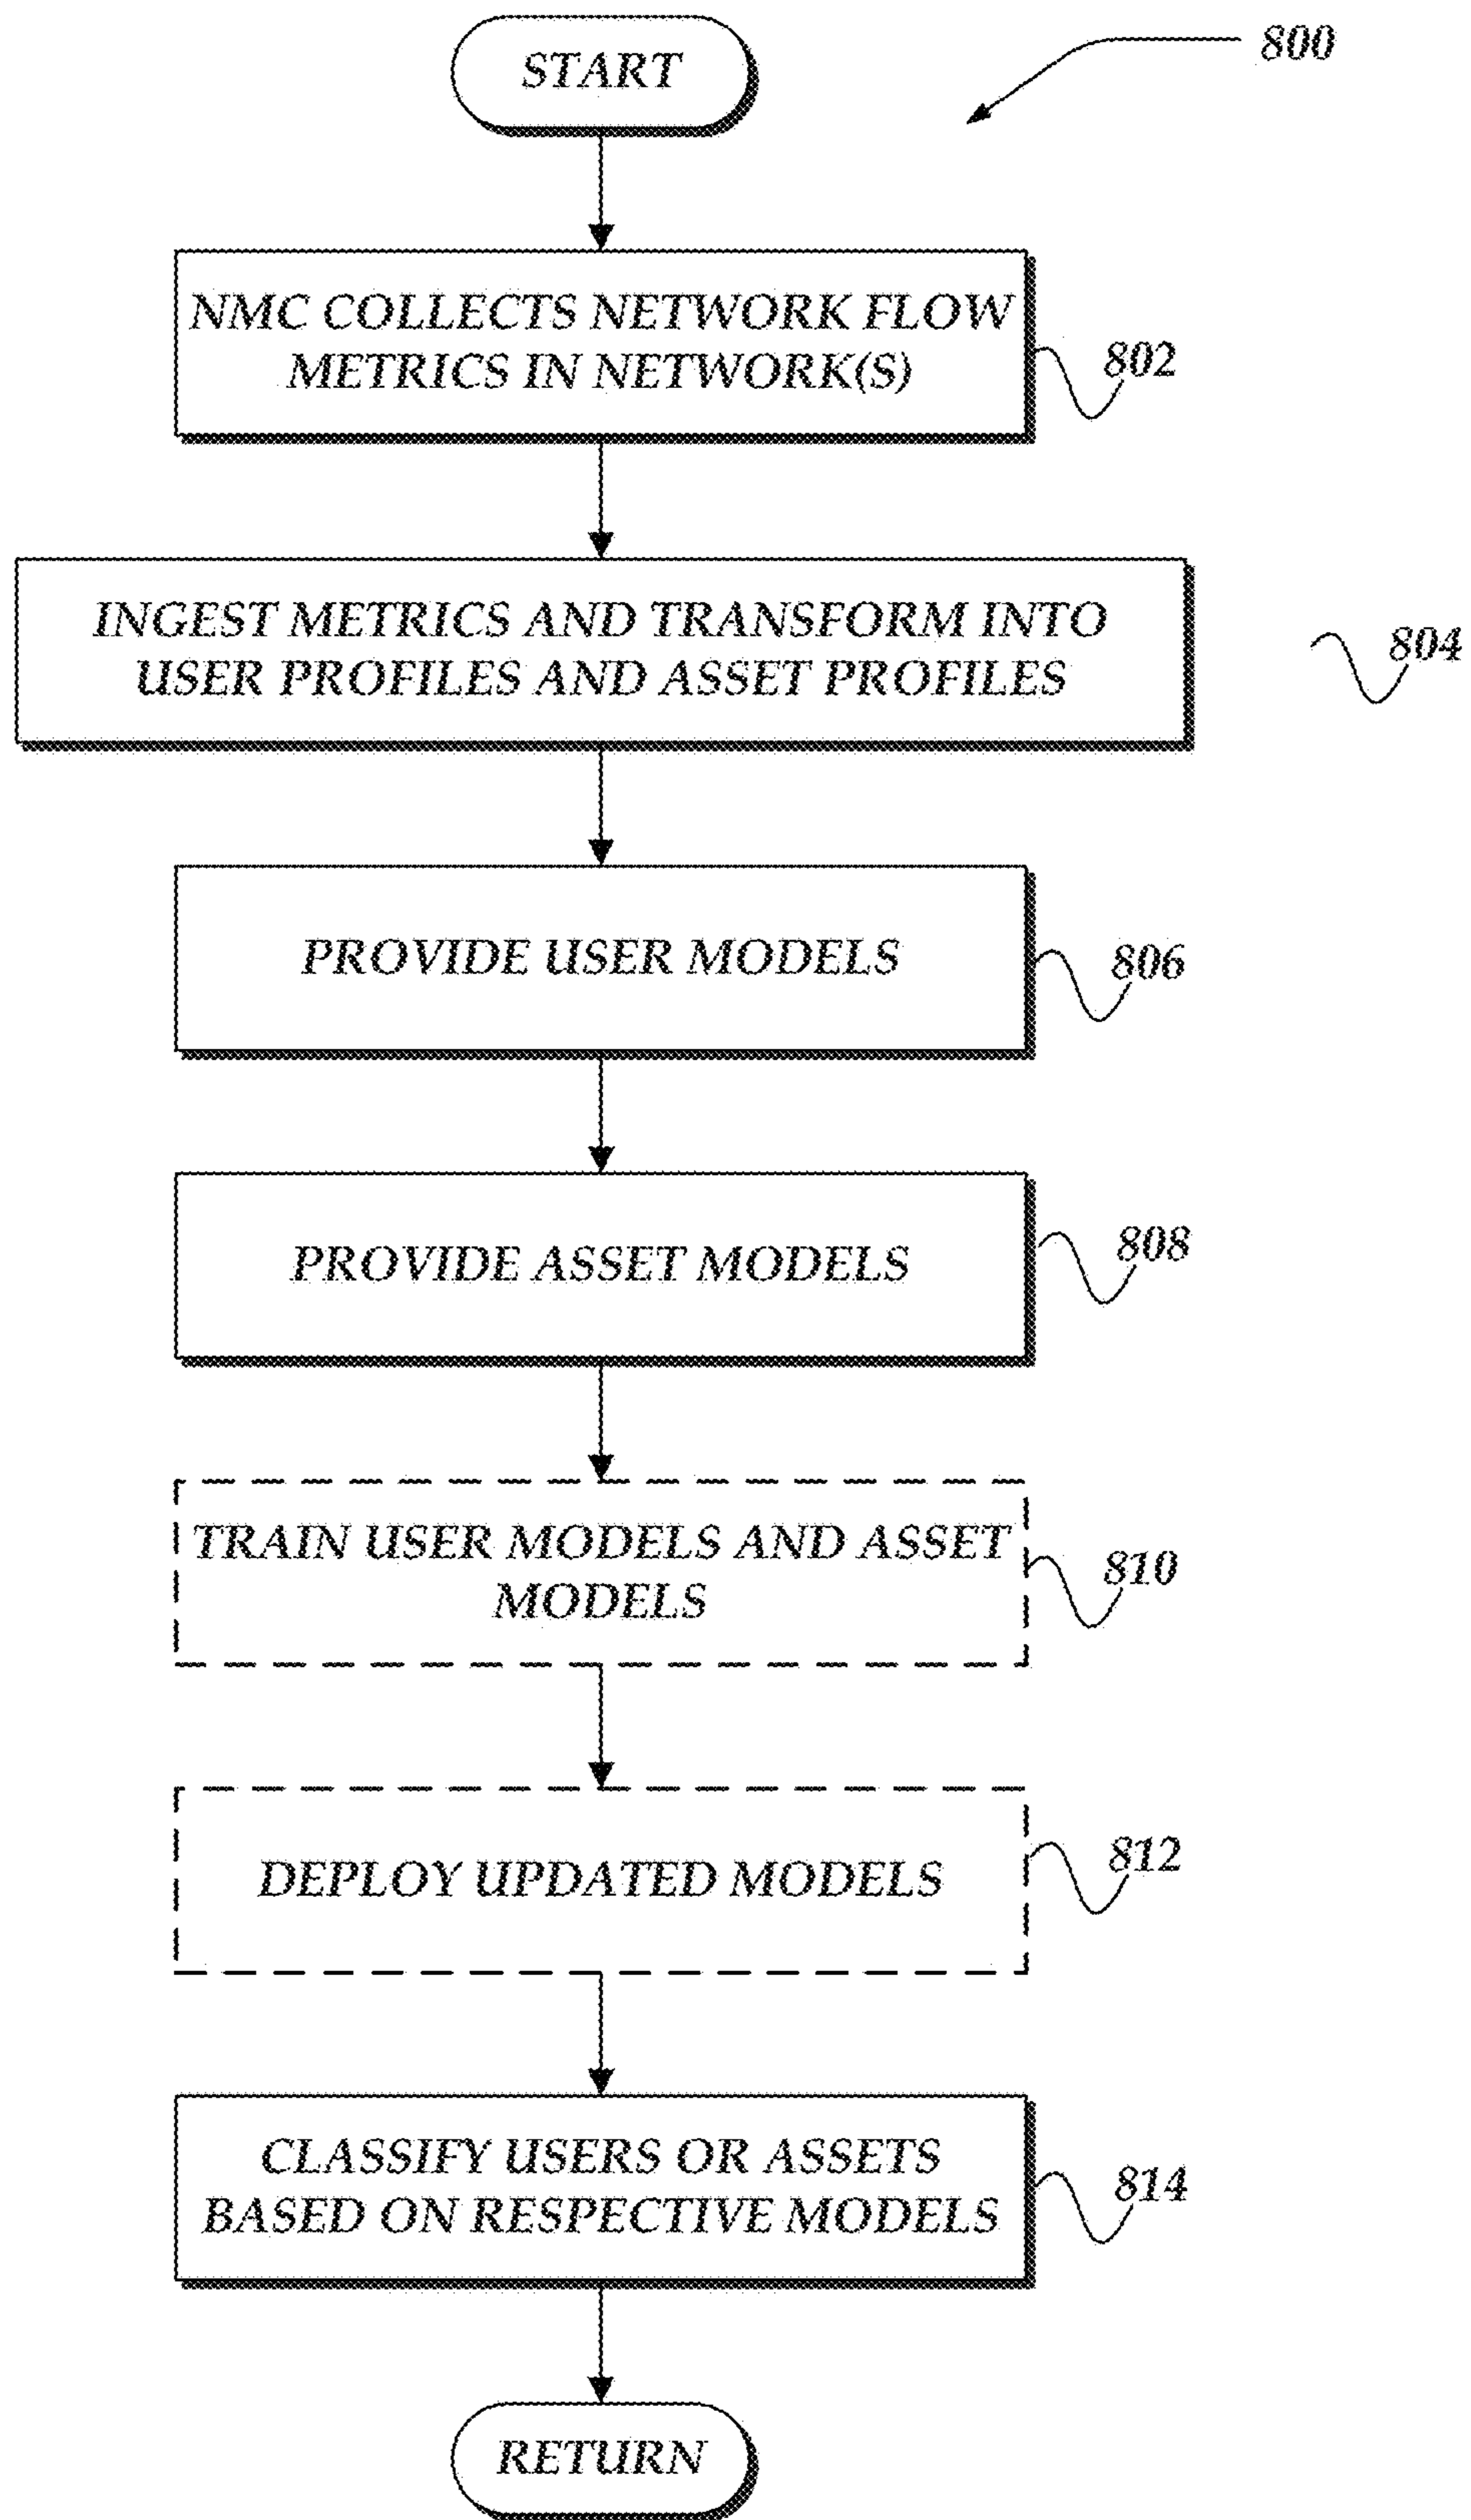 START
800
NMC COLLECTS NETWORK FLOW
METRICS IN NETWORK(S)
802
INGEST METRICS AND TRANSFORM INTO
USER PROFILES AND ASSET PROFILES
804
PROVIDE USER MODELS
806
PROVIDE ASSET MODELS
808
TRAIN USER MODELS AND ASSET
MODELS
810
DEPLOY UPDATED MODELS
812
CLASSIFY USERS OR ASSETS
BASED ON RESPECTIVE MODELS
814
RETURN